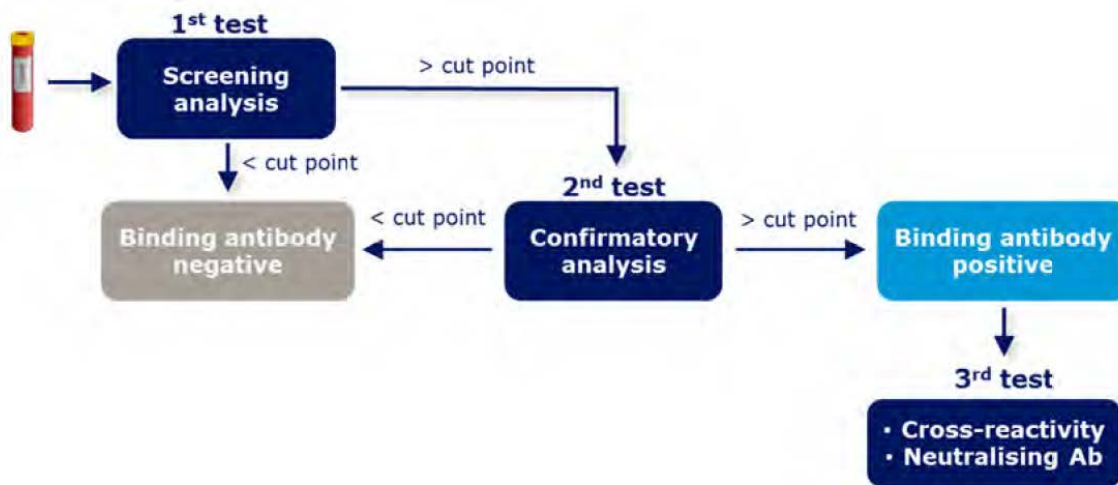 1st test
Screening
analysis
> cut point
< cut point
2nd test
Binding antibody
negative
< cut point
Confirmatory
analysis
> cut point
Binding antibody
positive
3rd test
· Cross-reactivity
· Neutralising Ab